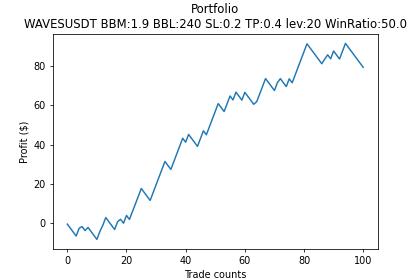 Portfolio
WAVESUSDT BBM:1.9 BBL:240 SL:0.2 TP:0.4 lev:20 WinRatio:50.0
80
60
40
20
0
Profit ($)
0 20 40 60 80 100
Trade counts